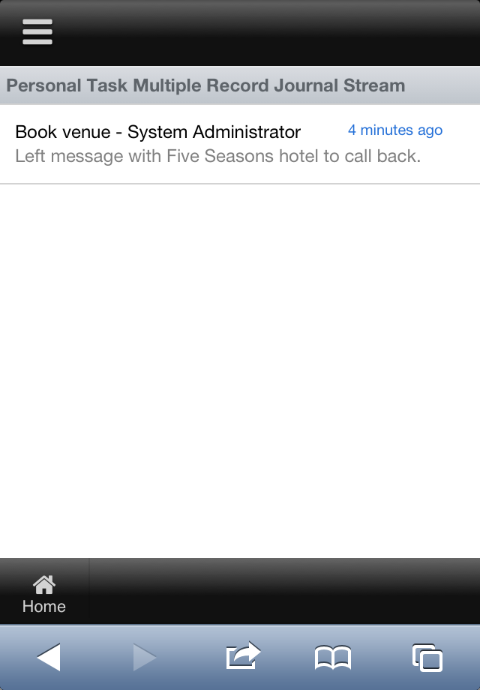 Personal Task Multiple Record Journal Stream
Book venue - System Administrator 4 minutes ago
Left message with Five Seasons hotel to call back.
Home